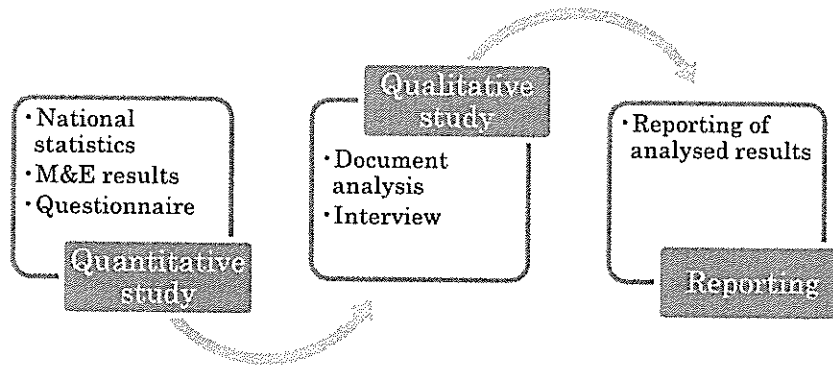 · National
statistics
· M&E results
· Questionnaire
Quantitative
study
Qualitative
study
· Document
analysis
· Interview
· Reporting of
analysed results
Reporting